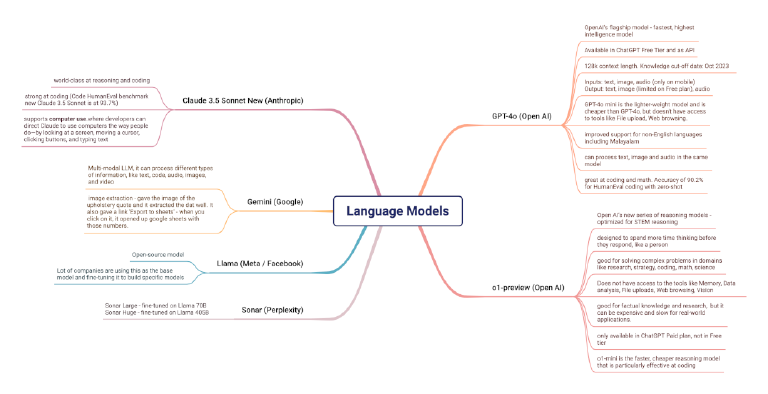 Language Models
Claude 3.5 Sonnet New (Anthropic)
world-class at reasoning and coding
strong at coding (Code HumanEval benchmark
new Claude 3.5 Sonnet is at 93.7%)
supports computer use where developers can
direct Claude to use computers the way people
do—by looking at a screen, moving a cursor,
clicking buttons, and typing text
Gemini (Google)
Multi-modal LLM, it can process different types
of information, like text, code, audio, images,
and video
image extraction - gave the image of the
upholstery quote and it extracted the dat well. It
also gave a link 'Export to sheets' - when you
click on it, it opened up google sheets with
those numbers.
Llama (Meta / Facebook)
Open-source model
Lot of companies are using this as the base
model and fine-tuning it to build specific models
Sonar (Perplexity)
Sonar Large - fine-tuned on Llama 70B
Sonar Huge - fine-tuned on Llama 405B
GPT-4o (Open AI)
OpenAI's flagship model - fastest, highest
intelligence model
Available in ChatGPT Free Tier and as API
128k context length. Knowledge cut-off date: Oct 2023
Inputs: text, image, audio (only on mobile)
Output: text, image (limited on Free plan), audio
GPT-4o mini is the lighter-weight model and is
cheaper than GPT-4o, but doesn't have access
to tools like File upload, Web browsing.
Improved support for non-English languages
including Malayalam
can process text, image and audio in the same
model
great at coding and math. Accuracy of 90.2%
for HumanEval coding with zero-shot
o1-preview (Open AI)
Open AI's new series of reasoning models -
optimized for STEM reasoning
designed to spend more time thinking before
they respond, like a person
good for solving complex problems in domains
like research, strategy, coding, math, science
Does not have access to the tools like Memory, Data
analysis, File uploads, Web browsing, Vision
good for factual knowledge and research, but it
can be expensive and slow for real-world
applications.
only available in ChatGPT Paid plan, not in Free
tier
o1-mini is the faster, cheaper reasoning model
that is particularly effective at coding